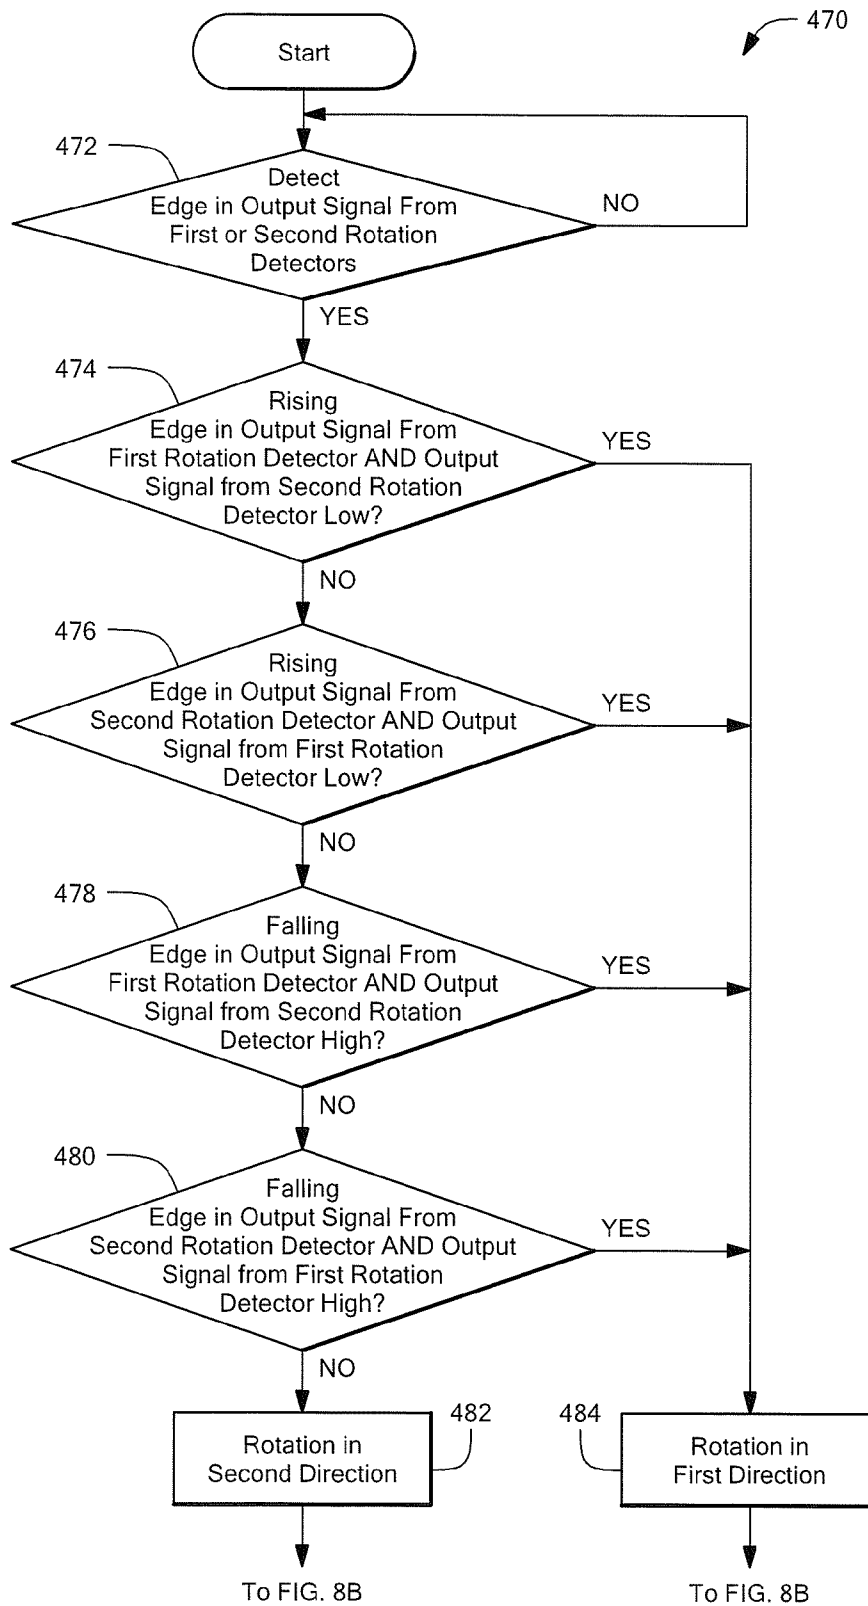 470
Start
472
Detect
Edge in Output Signal From
First or Second Rotation
Detectors
NO
YES
474
Rising
Edge in Output Signal From
First Rotation Detector AND Output
Signal from Second Rotation
Detector Low?
YES
NO
476
Rising
Edge in Output Signal From
Second Rotation Detector AND Output
Signal from First Rotation
Detector Low?
YES
NO
478
Falling
Edge in Output Signal From
First Rotation Detector AND Output
Signal from Second Rotation
Detector High?
YES
NO
480
Falling
Edge in Output Signal From
Second Rotation Detector AND Output
Signal from First Rotation
Detector High?
YES
NO
482
Rotation in
Second Direction
484
Rotation in
First Direction
To FIG. 8B
To FIG. 8B